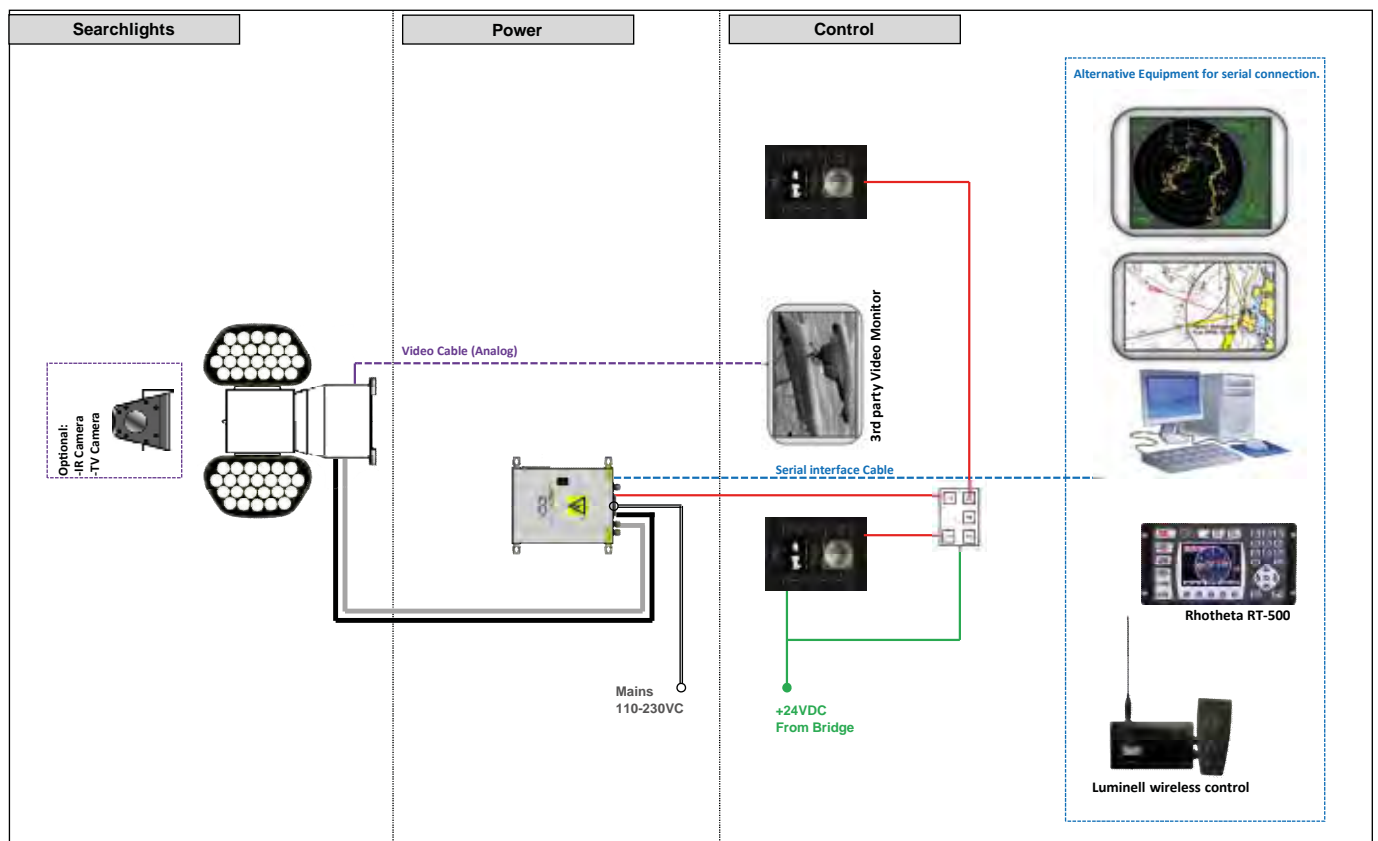 Searchlights
Power
Control
Alternative Equipment for serial connection.
Video Cable (Analog)
3rd party Video Monitor
Optional:
-IR Camera
-TV Camera
Serial interface Cable
Rhotheta RT-500
Mains
110-230VC
+24VDC
From Bridge
Luminell wireless control